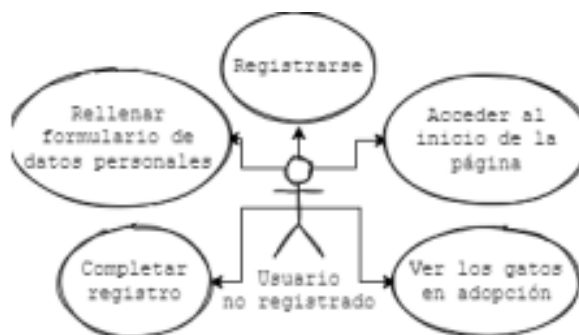 Registrarse
Rellenar
formulario de
datos personales
Acceder al
inicio de la
página
Completar
registro
Usuario
no registrado
Ver los gatos
en adopción